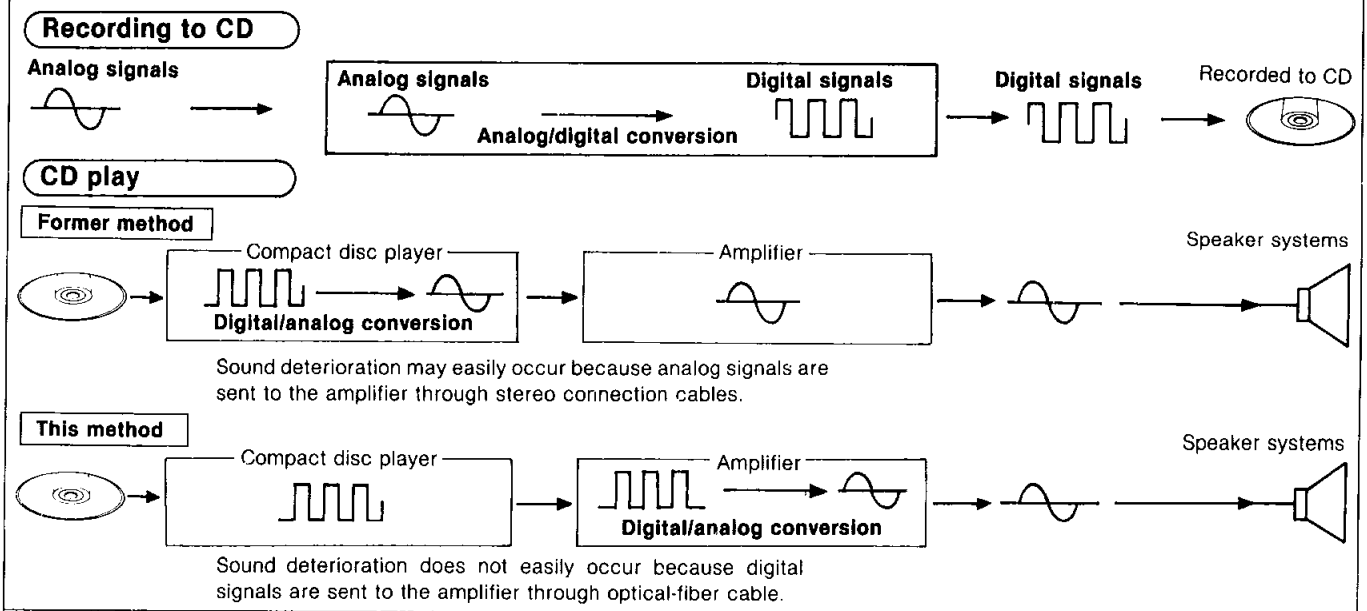 Recording to CD
Analog signals
Analog signals
Digital signals
Analog/digital conversion
Digital signals
Recorded to CD
CD play
Former method
Compact disc player
Digital/analog conversion
Amplifier
Speaker systems
Sound deterioration may easily occur because analog signals are
sent to the amplifier through stereo connection cables.
This method
Compact disc player
Amplifier
Digital/analog conversion
Speaker systems
Sound deterioration does not easily occur because digital
signals are sent to the amplifier through optical-fiber cable.